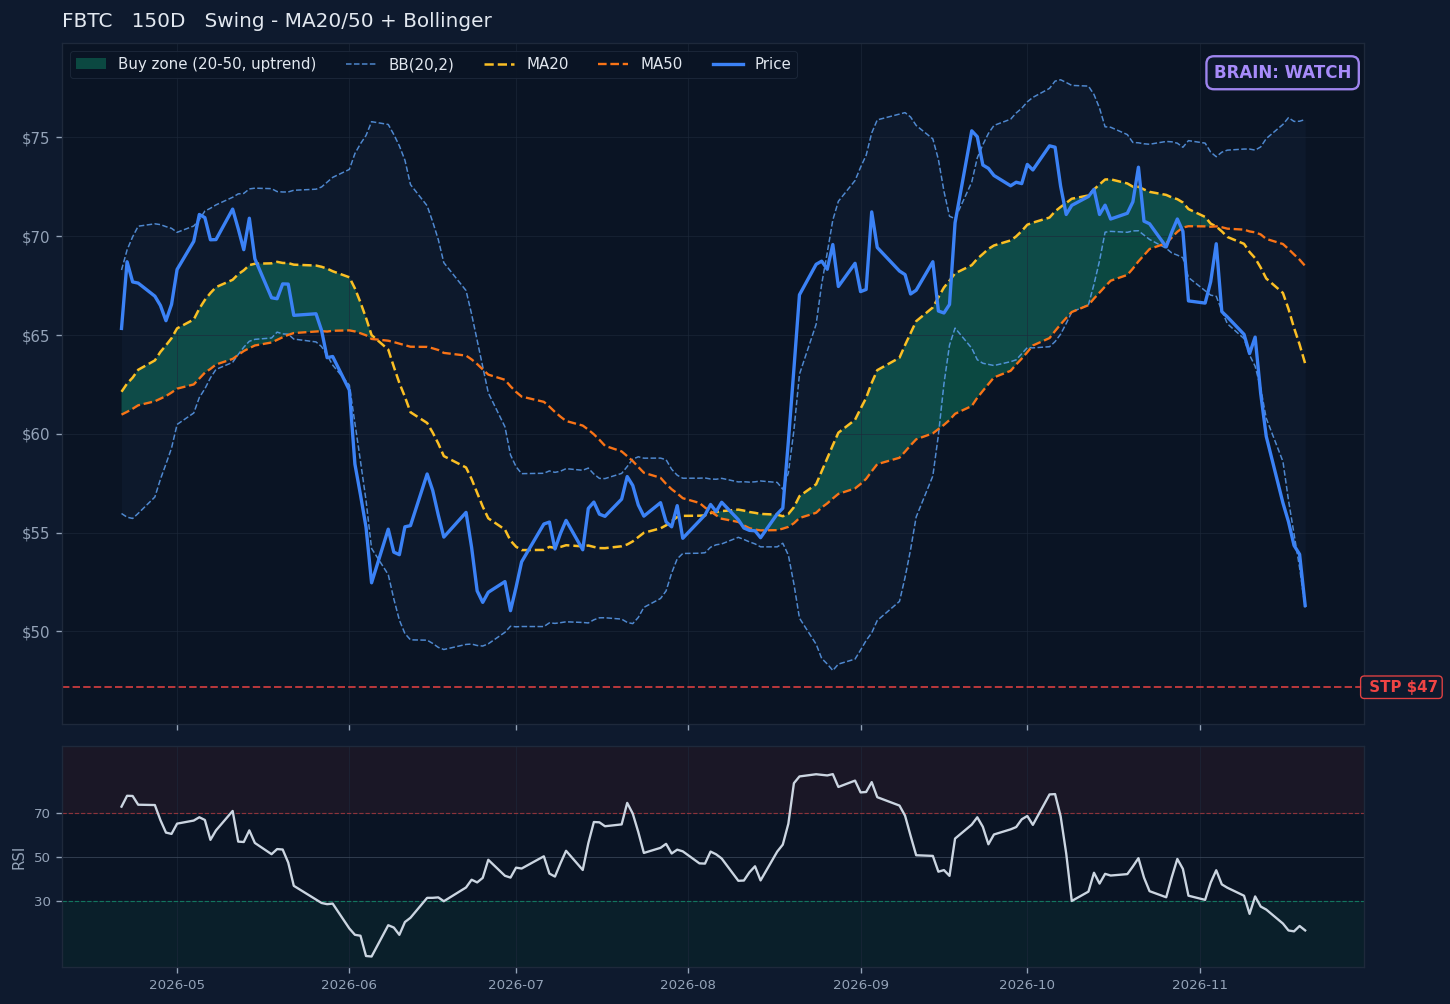 FBTC   150D   Swing - MA20/50 + Bollinger
Buy zone (20-50, uptrend)   BB(20,2)   MA20   MA50   Price
BRAIN: WATCH
$75
$70
$65
$60
$55
$50
STP $47
70
50
30
RSI
2026-05   2026-06   2026-07   2026-08   2026-09   2026-10   2026-11